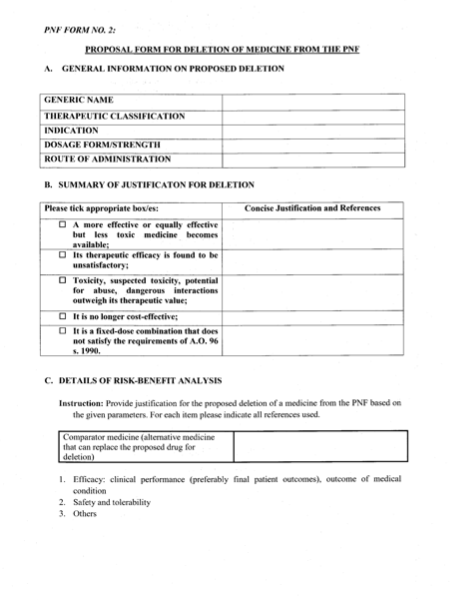 PNF FORM NO. 2:
PROPOSAL FORM FOR DELETION OF MEDICINE FROM THE PNF
A. GENERAL INFORMATION ON PROPOSED DELETION
GENERIC NAME
THERAPEUTIC CLASSIFICATION
INDICATION
DOSAGE FORM/STRENGTH
ROUTE OF ADMINISTRATION
B. SUMMARY OF JUSTIFICATON FOR DELETION
Please tick appropriate box/es:
Concise Justification and References
☐ A more effective or equally effective
but less toxic medicine becomes
available;
☐ Its therapeutic efficacy is found to be
unsatisfactory;
☐ Toxicity, suspected toxicity, potential
for abuse, dangerous interactions
outweigh its therapeutic value;
☐ It is no longer cost-effective;
☐ It is a fixed-dose combination that does
not satisfy the requirements of A.O. 96
s. 1990.
C. DETAILS OF RISK-BENEFIT ANALYSIS
Instruction: Provide justification for the proposed deletion of a medicine from the PNF based on
the given parameters. For each item please indicate all references used.
Comparator medicine (alternative medicine
that can replace the proposed drug for
deletion)
1. Efficacy: clinical performance (preferably final patient outcomes), outcome of medical
condition
2. Safety and tolerability
3. Others